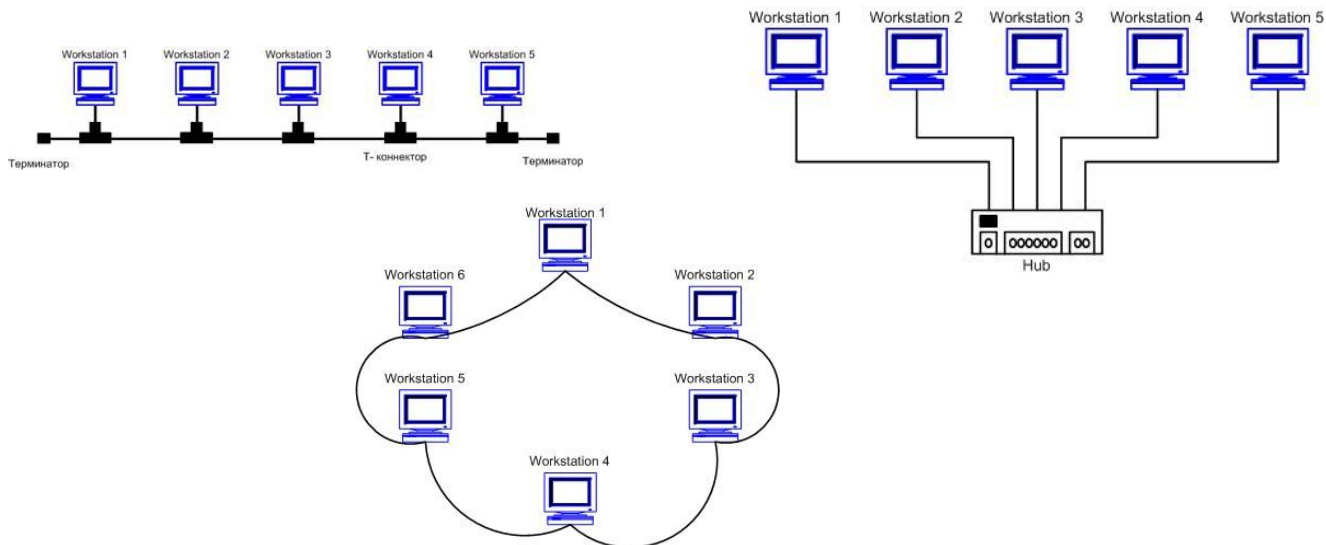 Workstation 1
Workstation 2
Workstation 3
Workstation 4
Workstation 5
Терминатор
Т- коннектор
Терминатор
Workstation 1
Workstation 2
Workstation 3
Workstation 4
Workstation 5
Hub
Workstation 1
Workstation 6
Workstation 2
Workstation 5
Workstation 3
Workstation 4